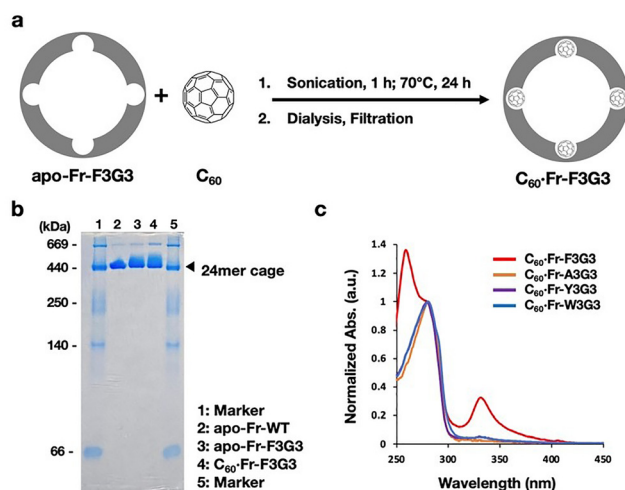 a
1. Sonication, 1 h; 70°C, 24 h
2. Dialysis, Filtration
+
apo-Fr-F3G3
C60
C60·Fr-F3G3
b
(kDa) 1 2 3 4 5
669 -
440 -
24mer cage
250 -
140 -
66 -
1: Marker
2: apo-Fr-WT
3: apo-Fr-F3G3
4: C60·Fr-F3G3
5: Marker
c
Normalized Abs. (a.u.)
1.4
1.2
1
0.8
0.6
0.4
0.2
0
250 300 350 400 450
Wavelength (nm)
C60·Fr-F3G3
C60·Fr-A3G3
C60·Fr-Y3G3
C60·Fr-W3G3